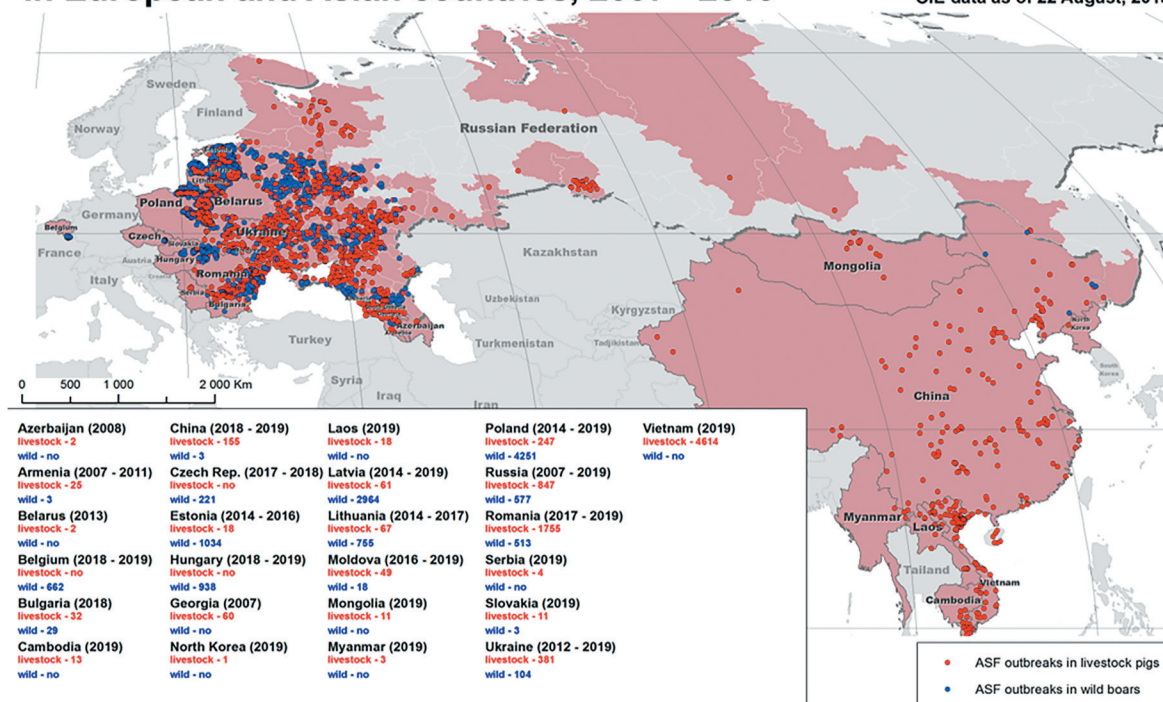 Sweden
Finland
Norway
Russian Federation
Poland
Belarus
Germany
Belgium
Czech
Ukraine
Slovakia
France
Austria
Hungary
Kazakhstan
Mongolia
Romania
Italy
Serbia
Bulgaria
Uzbekistan
Kyrgyzstan
North
Korea
Azerbaijan
Turkey
Turkmenistan
Tadjikistan
South
Korea
Syria
Iraq
Iran
China
0 500 1 000 2 000 Km
Myanmar
Laos
Tailand
Vietnam
Cambodia
Azerbaijan (2008)
livestock - 2
wild - no
Armenia (2007 - 2011)
livestock - 25
wild - 3
Belarus (2013)
livestock - 2
wild - no
Belgium (2018 - 2019)
livestock - no
wild - 662
Bulgaria (2018)
livestock - 32
wild - 29
Cambodia (2019)
livestock - 13
wild - no
China (2018 - 2019)
livestock - 155
wild - 3
Czech Rep. (2017 - 2018)
livestock - no
wild - 221
Estonia (2014 - 2016)
livestock - 18
wild - 1034
Hungary (2018 - 2019)
livestock - no
wild - 938
Georgia (2007)
livestock - 60
wild - no
North Korea (2019)
livestock - 1
wild - no
Laos (2019)
livestock - 18
wild - no
Latvia (2014 - 2019)
livestock - 61
wild - 2964
Lithuania (2014 - 2017)
livestock - 67
wild - 755
Moldova (2016 - 2019)
livestock - 49
wild - 18
Mongolia (2019)
livestock - 11
wild - no
Myanmar (2019)
livestock - 3
wild - no
Poland (2014 - 2019)
livestock - 247
wild - 4251
Russia (2007 - 2019)
livestock - 847
wild - 577
Romania (2017 - 2019)
livestock - 1755
wild - 513
Serbia (2019)
livestock - 4
wild - no
Slovakia (2019)
livestock - 11
wild - 3
Ukraine (2012 - 2019)
livestock - 381
wild - 104
Vietnam (2019)
livestock - 4614
wild - no
ASF outbreaks in livestock pigs
ASF outbreaks in wild boars